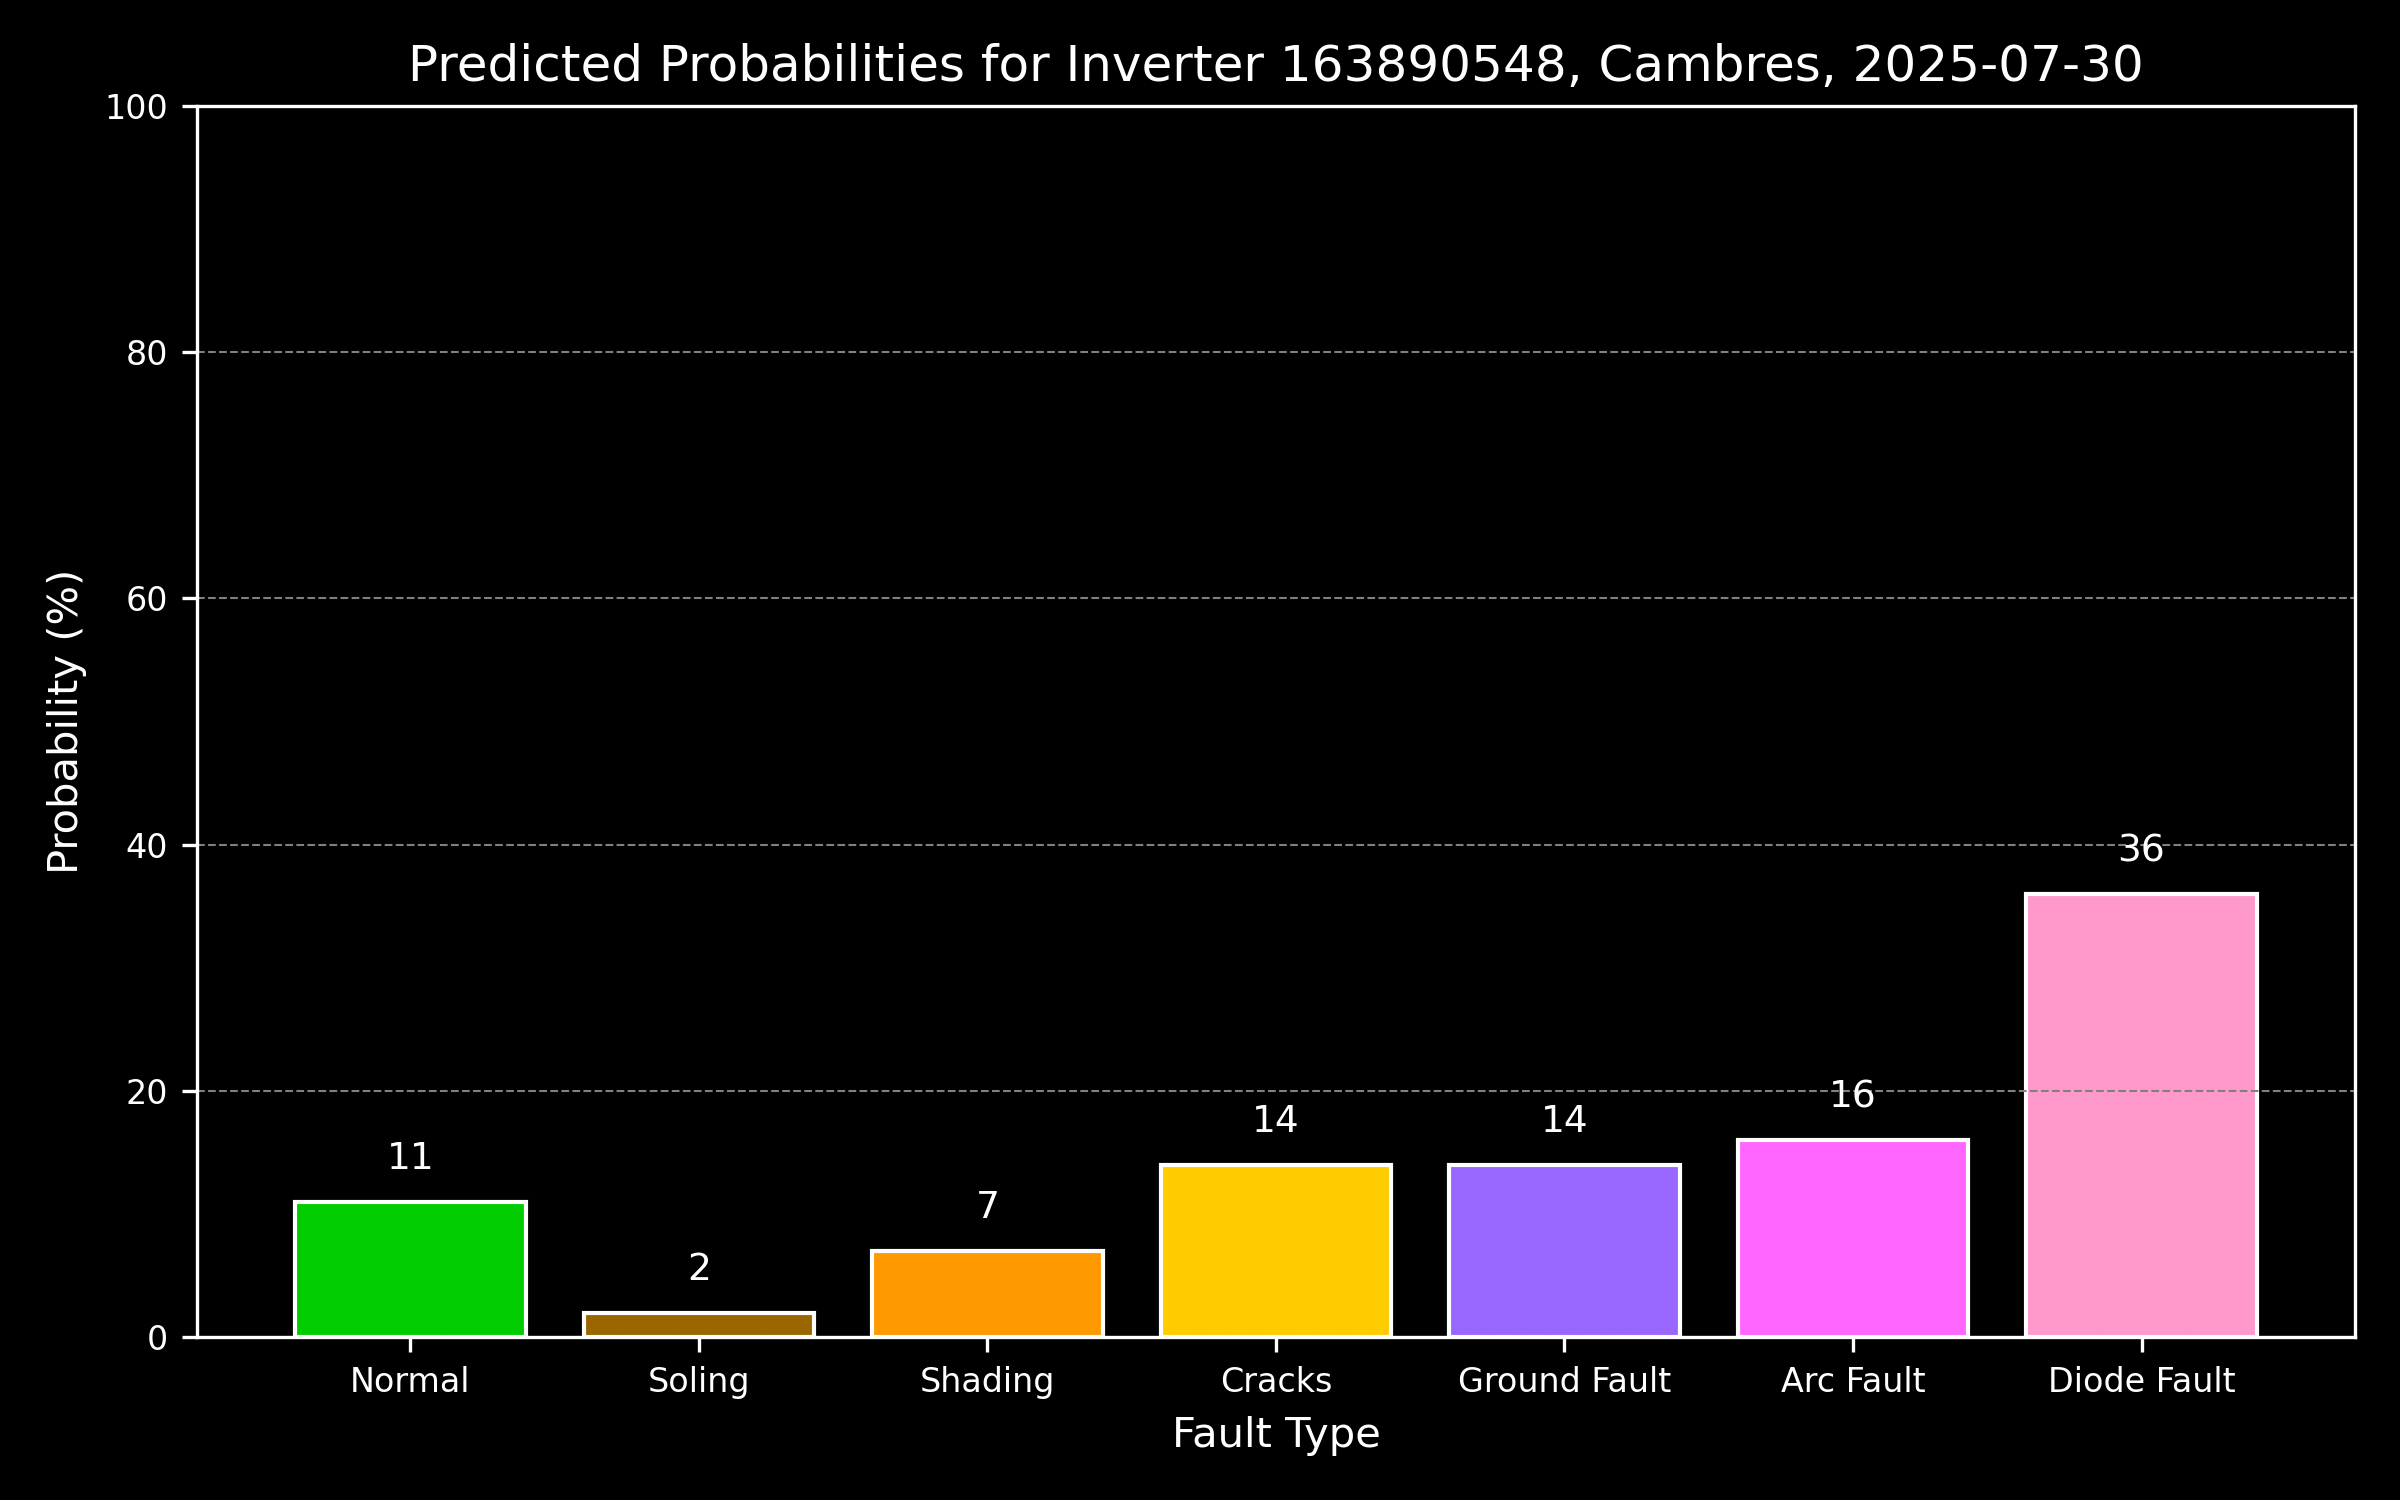 Predicted Probabilities for Inverter 163890548, Cambres, 2025-07-30
Probability (%)
100
80
60
40
20
0
11
2
7
14
14
16
36
Normal
Soling
Shading
Cracks
Ground Fault
Arc Fault
Diode Fault
Fault Type